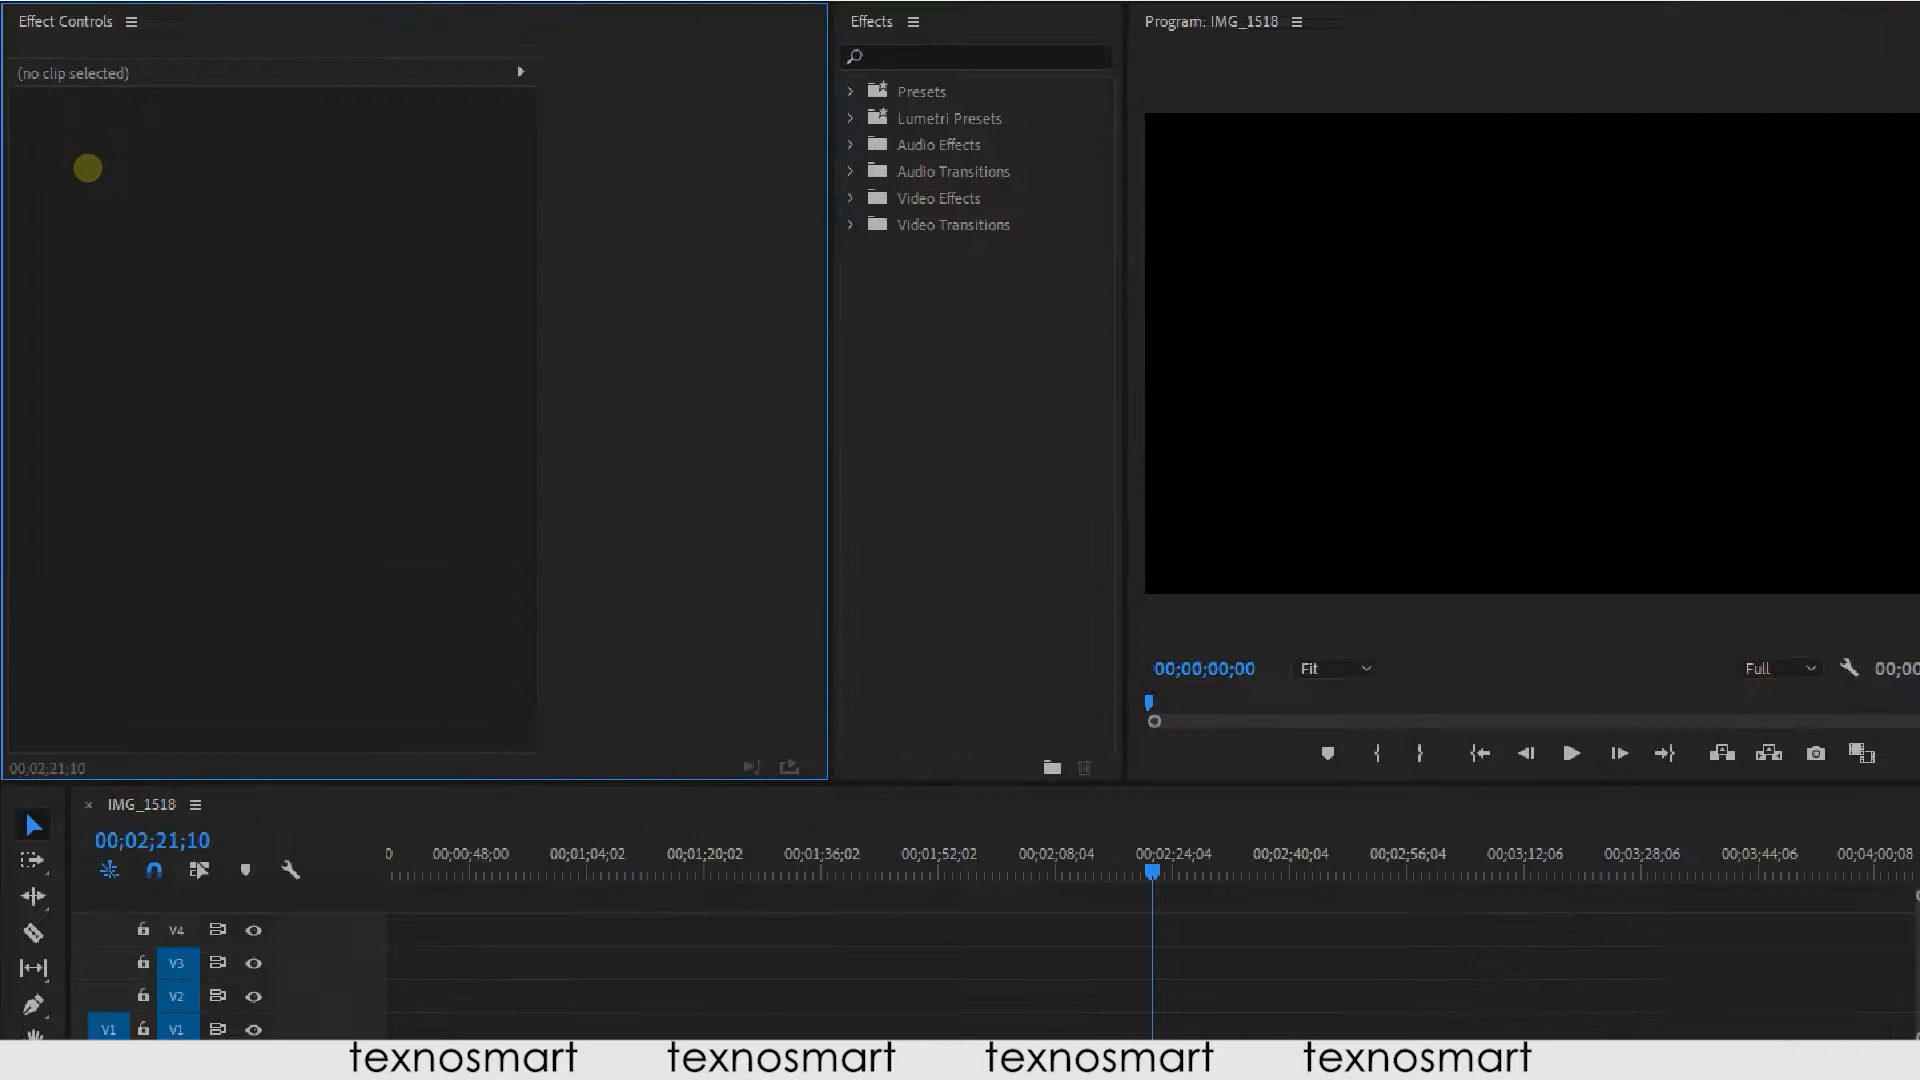 Effect Controls
(no clip selected)
00;02;21;10
Effects
Presets
Lumetri Presets
Audio Effects
Audio Transitions
Video Effects
Video Transitions
Program: IMG_1518
00;00;00;00
Fit
Full
00;00
× IMG_1518
00;02;21;10
0 00;00;48;00 00;01;04;02 00;01;20;02 00;01;36;02 00;01;52;02 00;02;08;04 00;02;24;04 00;02;40;04 00;02;56;04 00;03;12;06 00;03;28;06 00;03;44;06 00;04;00;08
V4
V3
V2
V1 V1
texnosmart texnosmart texnosmart texnosmart